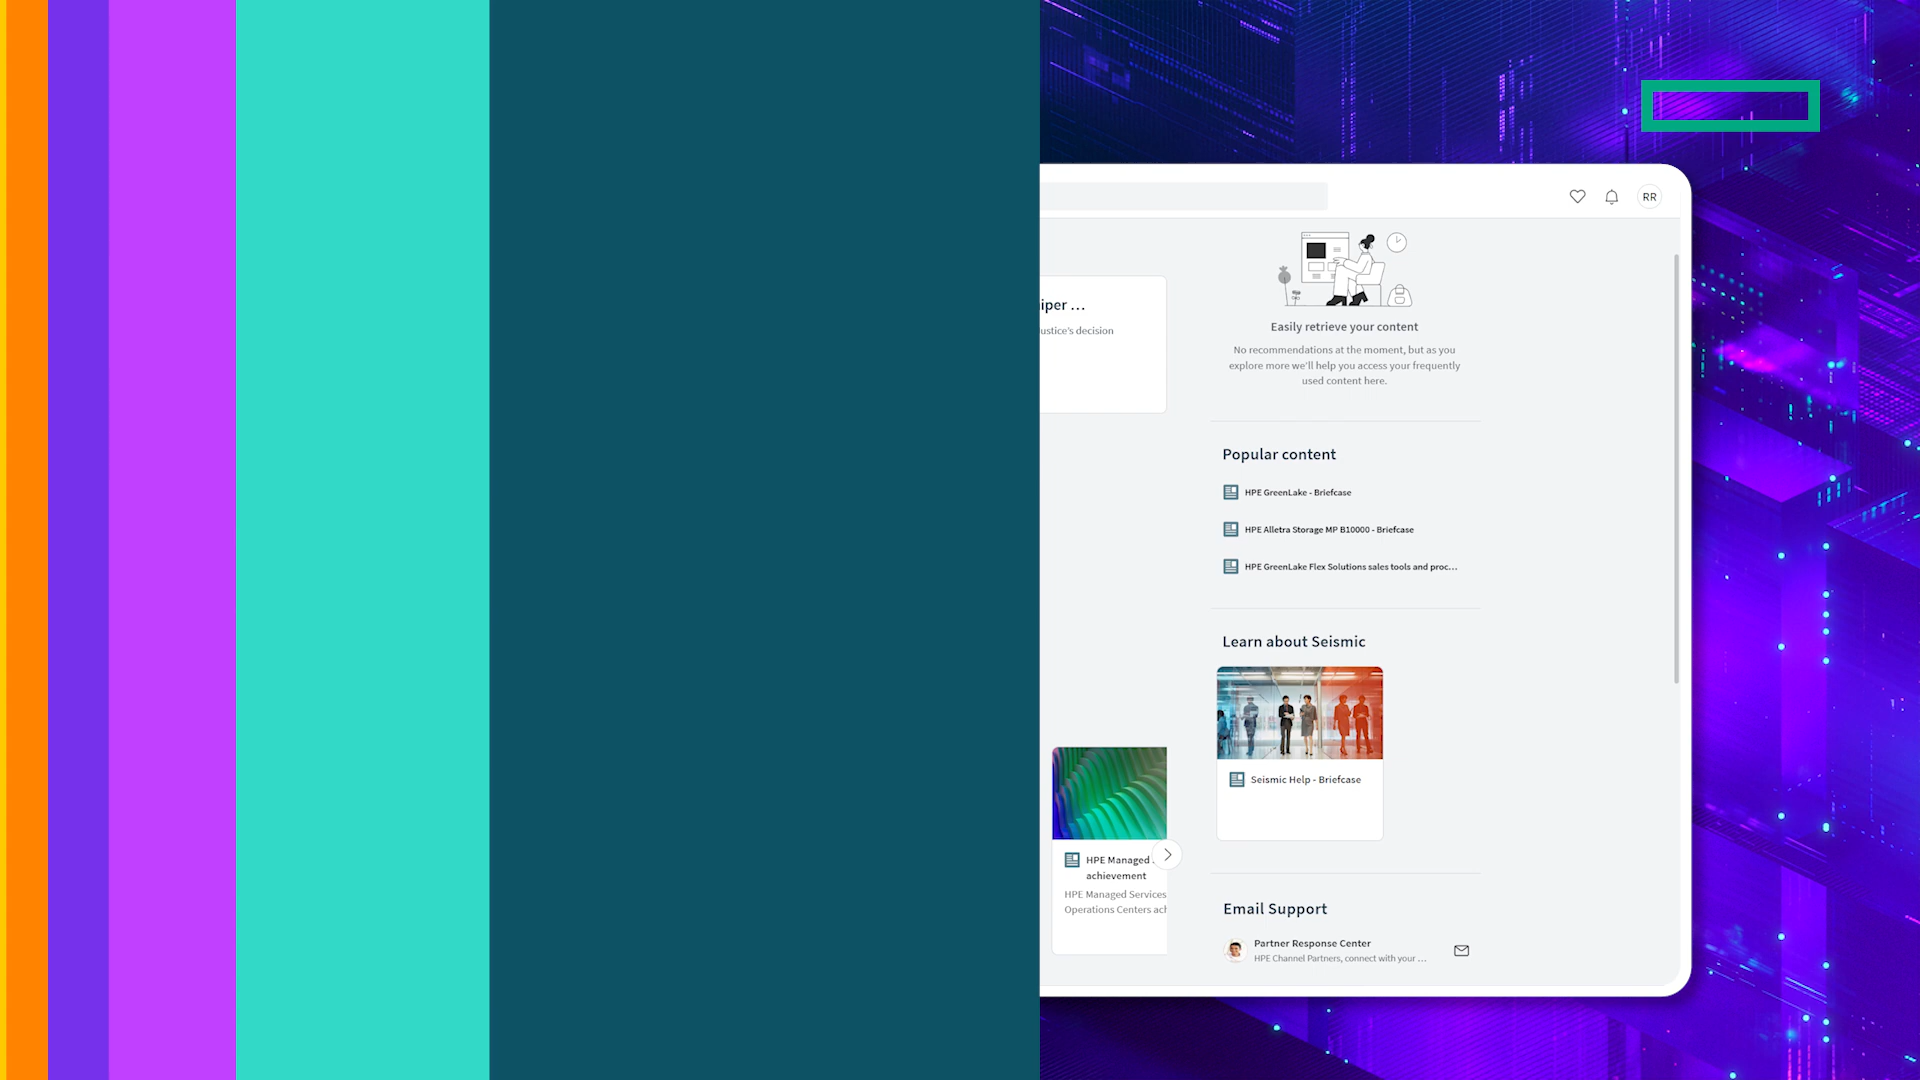 RR
iper ...
ustice's decision
Easily retrieve your content
No recommendations at the moment, but as you
explore more we'll help you access your frequently
used content here.
Popular content
HPE GreenLake - Briefcase
HPE Alletra Storage MP B10000 - Briefcase
HPE GreenLake Flex Solutions sales tools and proc...
Learn about Seismic
Seismic Help - Briefcase
HPE Managed
achievement
HPE Managed Services
Operations Centers ach
Email Support
Partner Response Center
HPE Channel Partners, connect with your ...